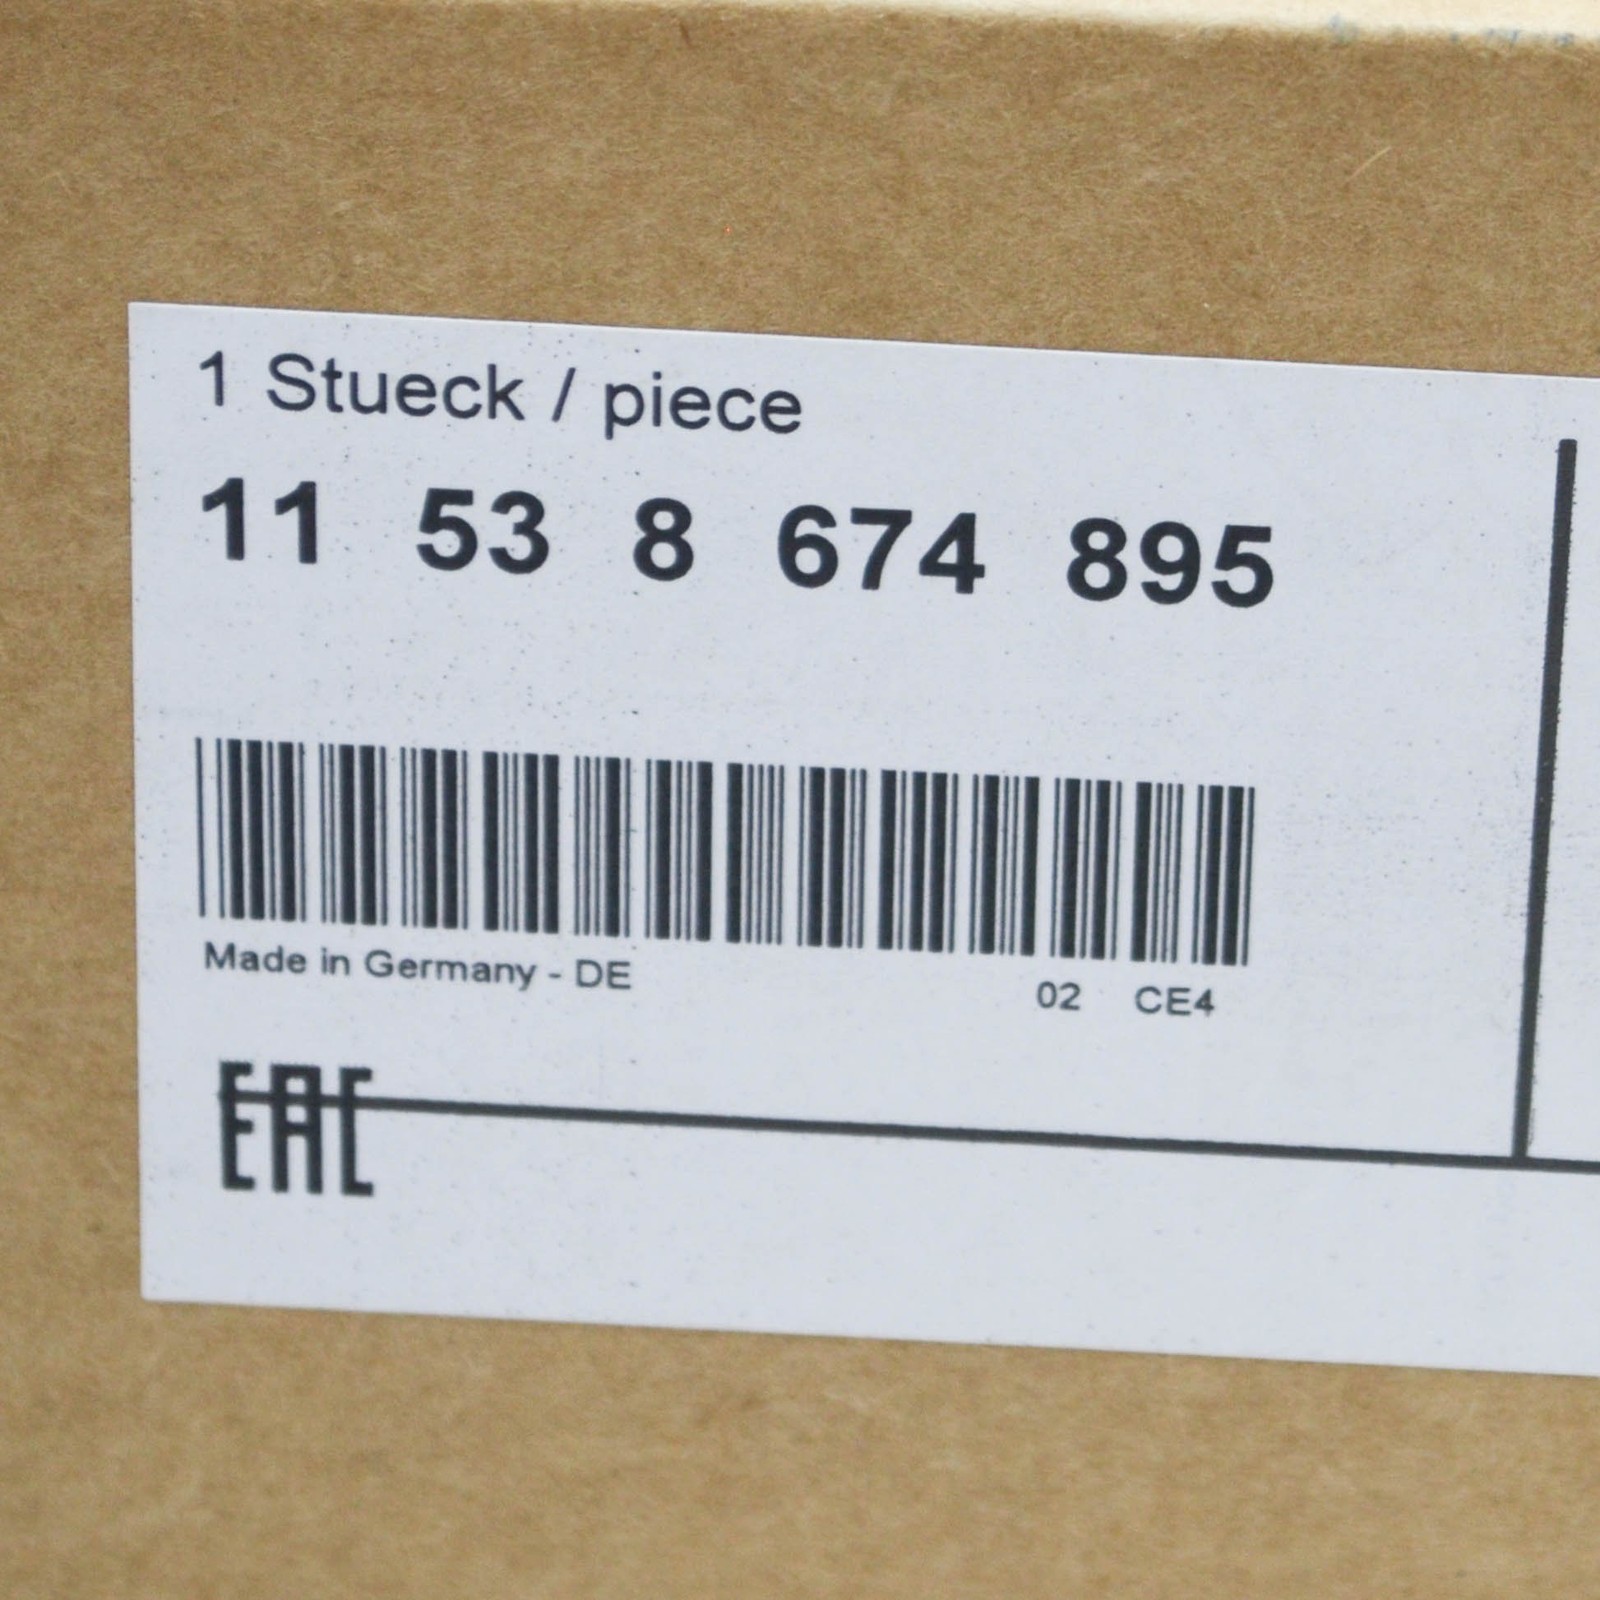 1 Stueck / piece
11 53 8 674 895
Made in Germany - DE
02 CE4
EAC